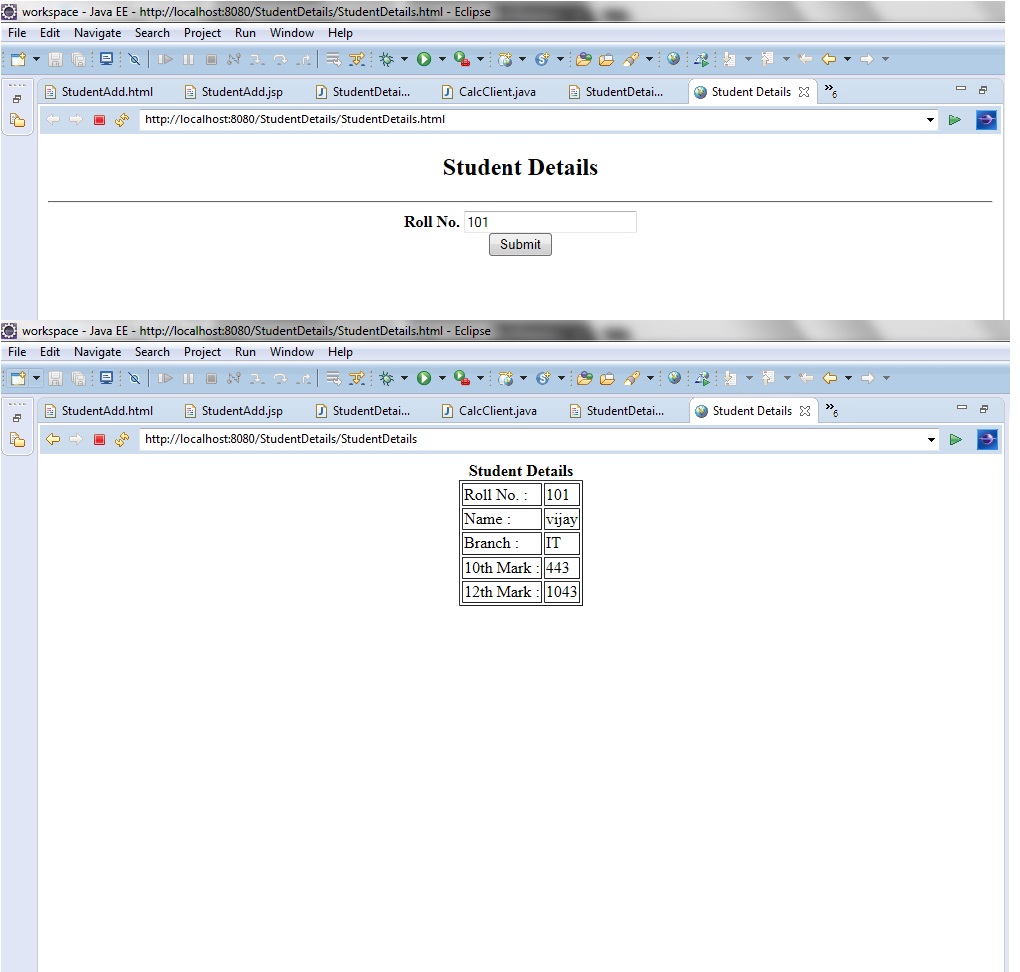 workspace - Java EE - http://localhost:8080/StudentDetails/StudentDetails.html - Eclipse
File Edit Navigate Search Project Run Window Help
StudentAdd.html StudentAdd.jsp StudentDetai... CalcClient.java StudentDetai... Student Details »6
http://localhost:8080/StudentDetails/StudentDetails.html
Student Details
Roll No. 101
Submit
workspace - Java EE - http://localhost:8080/StudentDetails/StudentDetails.html - Eclipse
File Edit Navigate Search Project Run Window Help
StudentAdd.html StudentAdd.jsp StudentDetai... CalcClient.java StudentDetai... Student Details »6
http://localhost:8080/StudentDetails/StudentDetails
Student Details
Roll No. : 101
Name : vijay
Branch : IT
10th Mark : 443
12th Mark : 1043